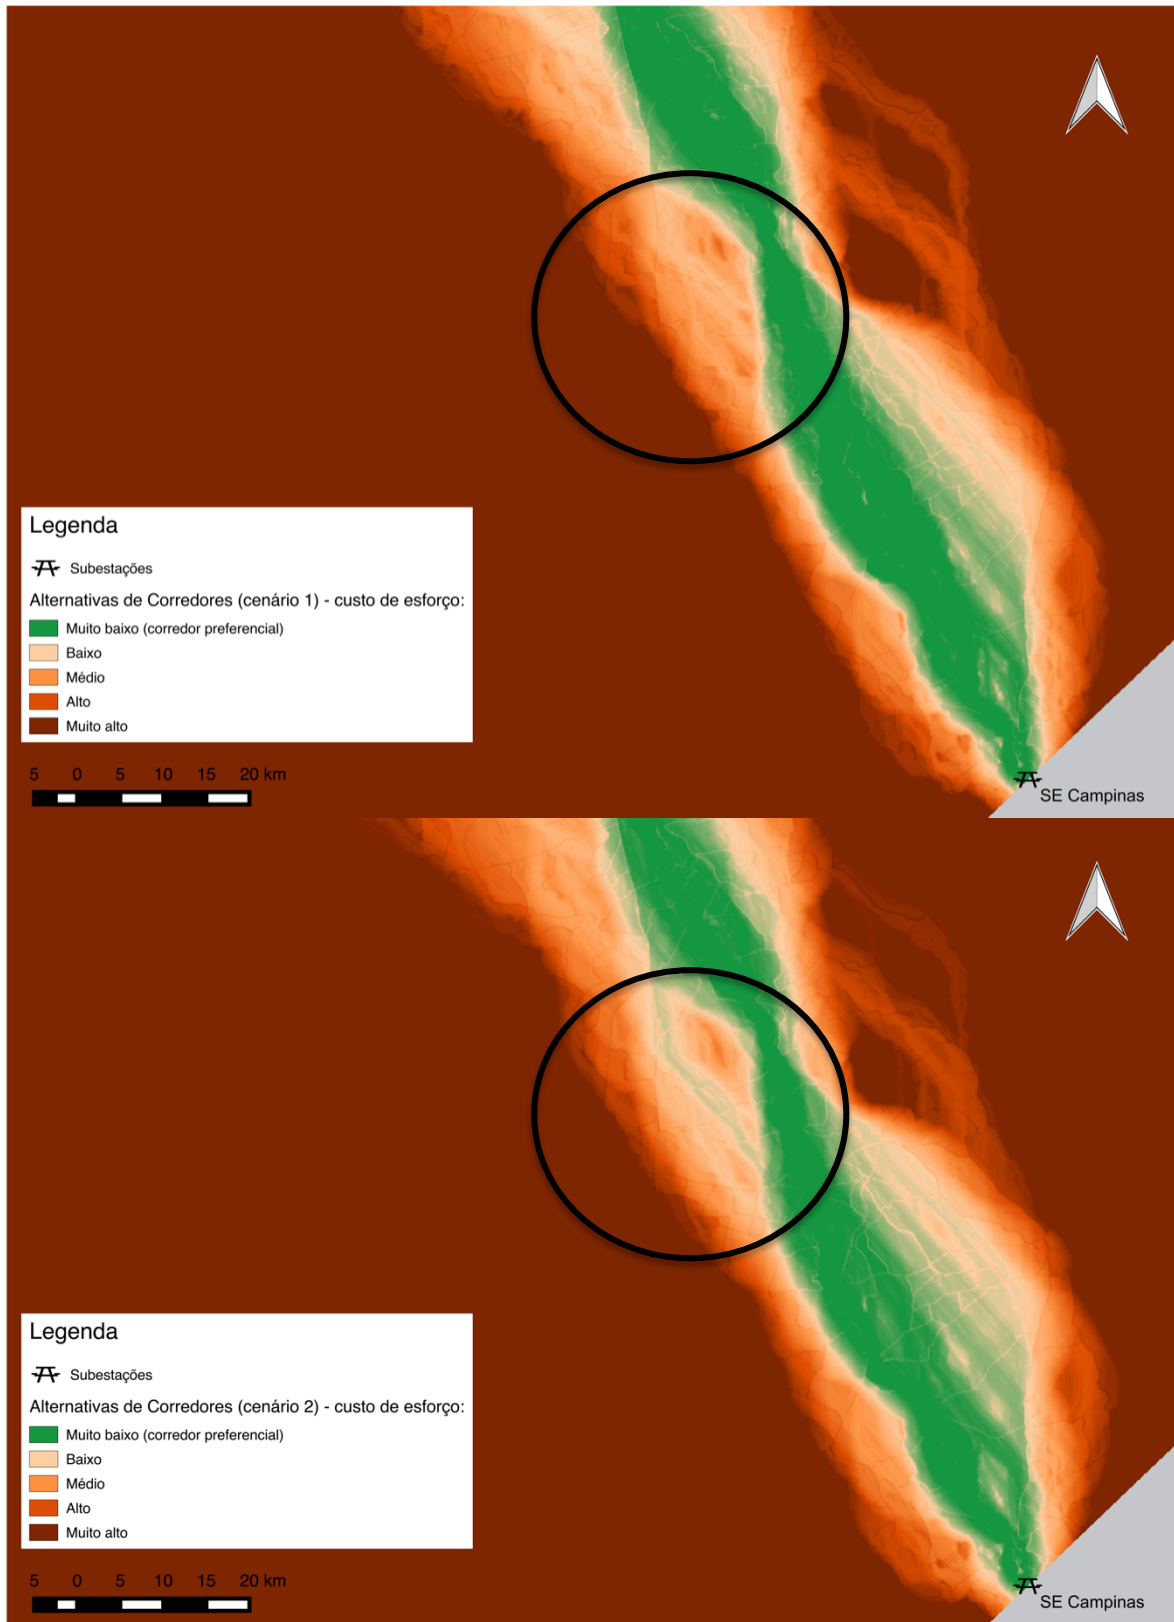 Legenda
Subestações
Alternativas de Corredores (cenário 1) - custo de esforço:
Muito baixo (corredor preferencial)
Baixo
Médio
Alto
Muito alto
5 0 5 10 15 20 km
SE Campinas
Legenda
Subestações
Alternativas de Corredores (cenário 2) - custo de esforço:
Muito baixo (corredor preferencial)
Baixo
Médio
Alto
Muito alto
5 0 5 10 15 20 km
SE Campinas